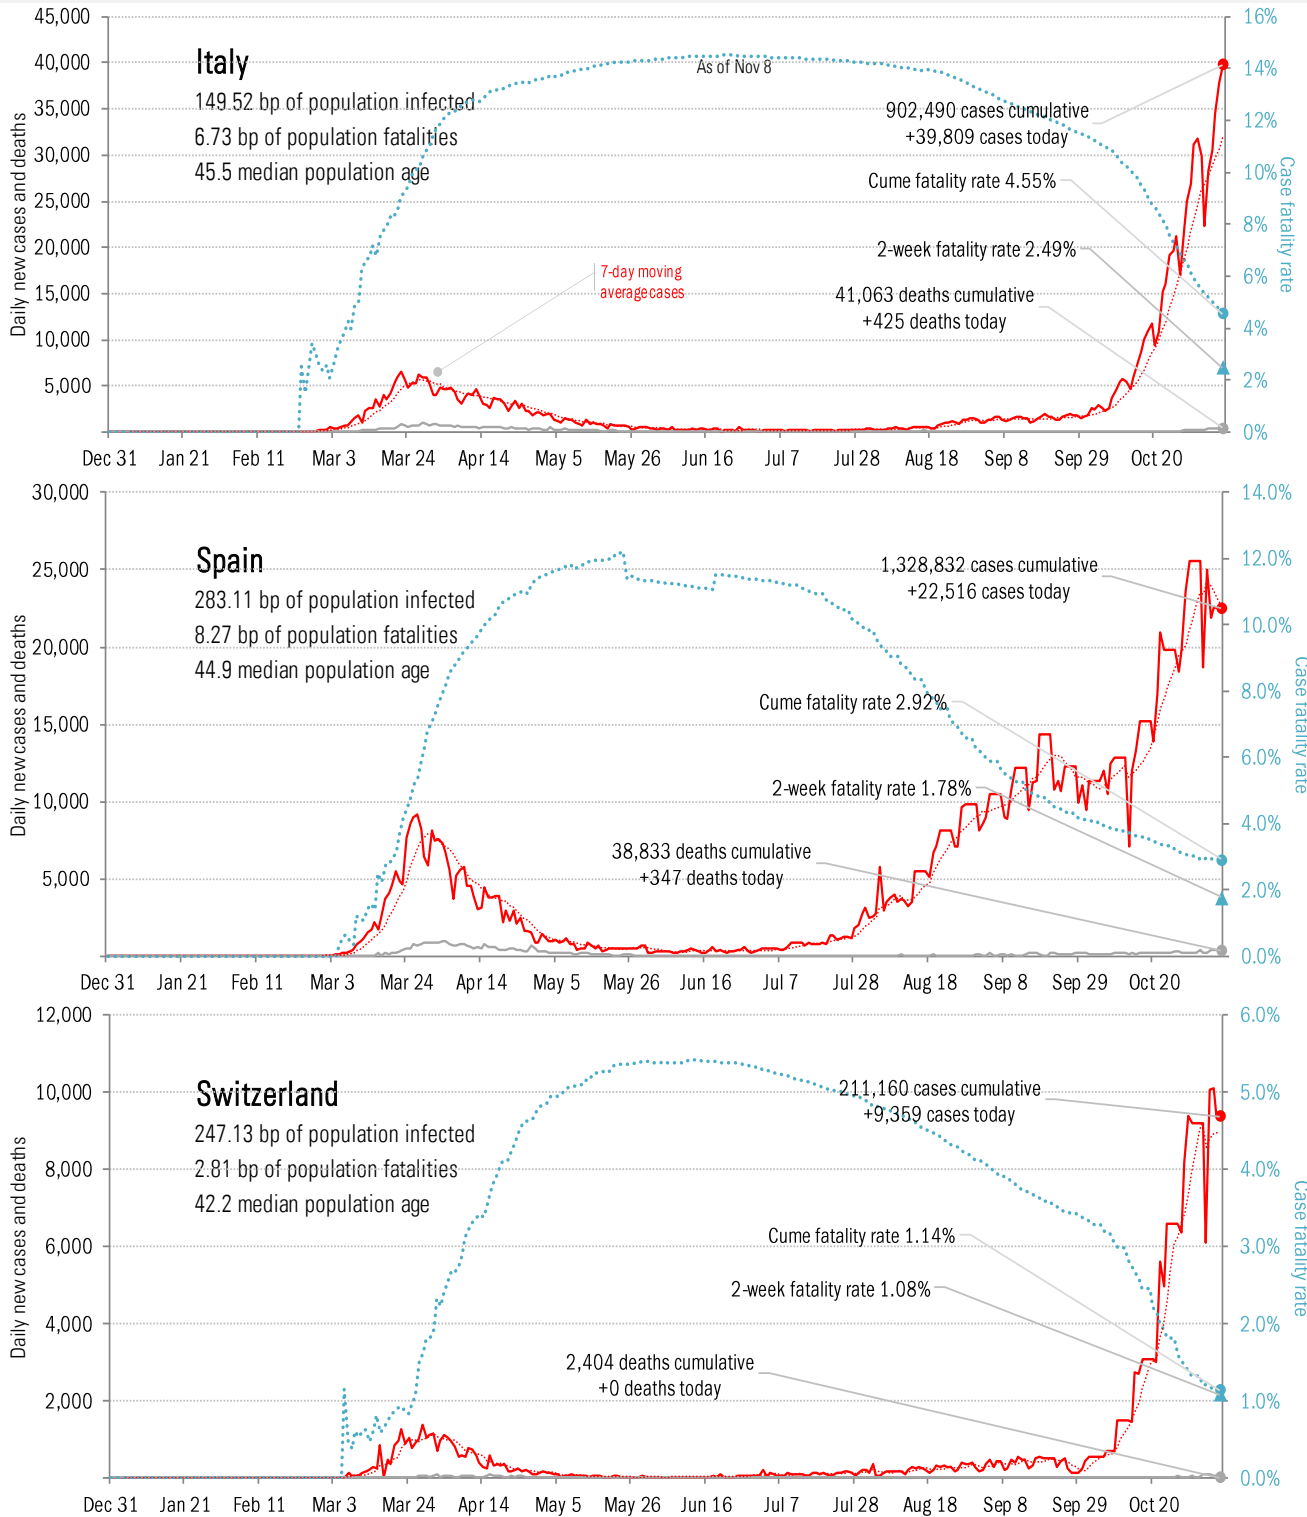 45,000
40,000
35,000
30,000
25,000
20,000
15,000
10,000
5,000
Daily new cases and deaths
16%
14%
12%
10%
8%
6%
4%
2%
0%
Case fatality rate
Italy
149.52 bp of population infected
6.73 bp of population fatalities
45.5 median population age
As of Nov 8
902,490 cases cumulative
+39,809 cases today
Cume fatality rate 4.55%
2-week fatality rate 2.49%
41,063 deaths cumulative
+425 deaths today
7-day moving
average cases
Dec 31 Jan 21 Feb 11 Mar 3 Mar 24 Apr 14 May 5 May 26 Jun 16 Jul 7 Jul 28 Aug 18 Sep 8 Sep 29 Oct 20
30,000
25,000
20,000
15,000
10,000
5,000
Daily new cases and deaths
14.0%
12.0%
10.0%
8.0%
6.0%
4.0%
2.0%
0.0%
Case fatality rate
Spain
283.11 bp of population infected
8.27 bp of population fatalities
44.9 median population age
1,328,832 cases cumulative
+22,516 cases today
Cume fatality rate 2.92%
2-week fatality rate 1.78%
38,833 deaths cumulative
+347 deaths today
Dec 31 Jan 21 Feb 11 Mar 3 Mar 24 Apr 14 May 5 May 26 Jun 16 Jul 7 Jul 28 Aug 18 Sep 8 Sep 29 Oct 20
12,000
10,000
8,000
6,000
4,000
2,000
Daily new cases and deaths
6.0%
5.0%
4.0%
3.0%
2.0%
1.0%
0.0%
Case fatality rate
Switzerland
247.13 bp of population infected
2.81 bp of population fatalities
42.2 median population age
211,160 cases cumulative
+9,359 cases today
Cume fatality rate 1.14%
2-week fatality rate 1.08%
2,404 deaths cumulative
+0 deaths today
Dec 31 Jan 21 Feb 11 Mar 3 Mar 24 Apr 14 May 5 May 26 Jun 16 Jul 7 Jul 28 Aug 18 Sep 8 Sep 29 Oct 20